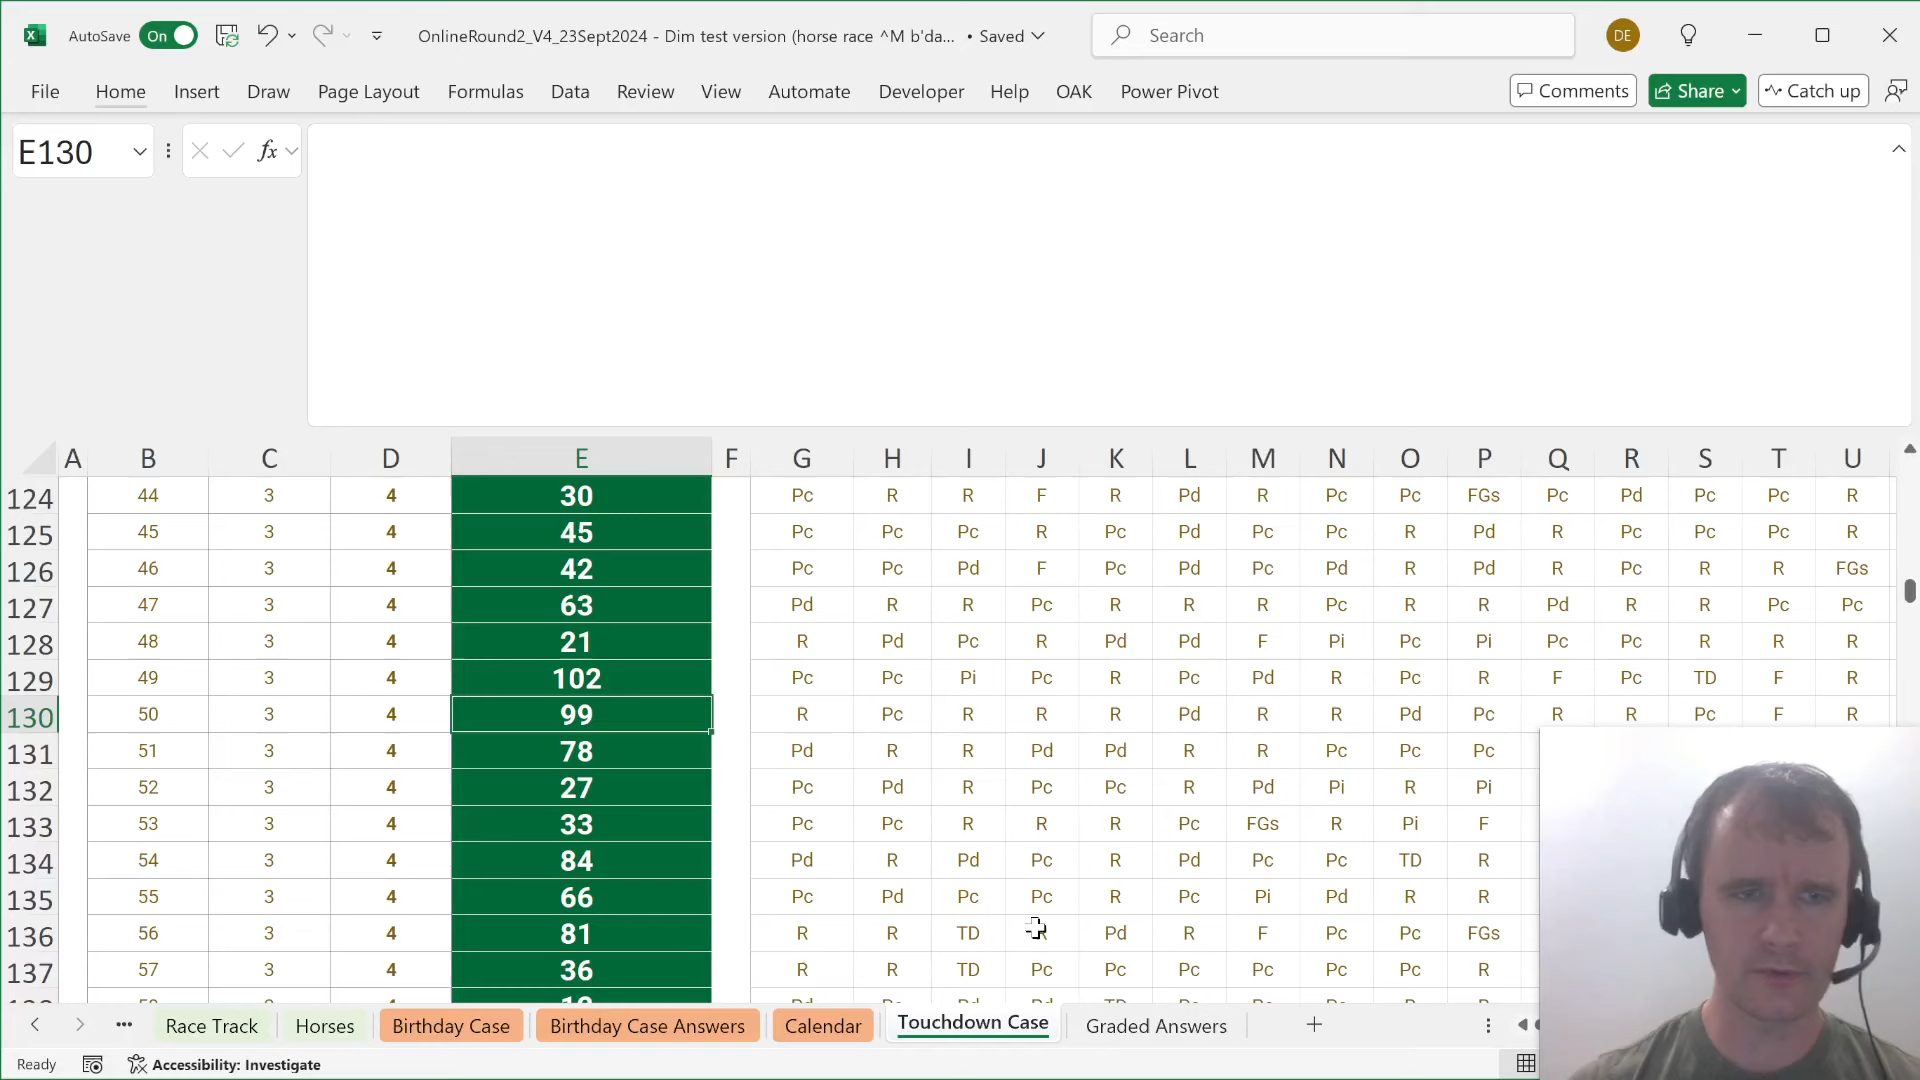 AutoSave On OnlineRound2_V4_23Sept2024 - Dim test version (horse race ^M b'da... • Saved Search DE
File Home Insert Draw Page Layout Formulas Data Review View Automate Developer Help OAK Power Pivot Comments Share Catch up
E130 fx
A B C D E F G H I J K L M N O P Q R S T U
124 44 3 4 30 Pc R R F R Pd R Pc Pc FGs Pc Pd Pc Pc R
125 45 3 4 45 Pc Pc Pc R Pc Pd Pc Pc R Pd R Pc Pc Pc R
126 46 3 4 42 Pc Pc Pd F Pc Pd Pc Pd R Pd R Pc R R FGs
127 47 3 4 63 Pd R R Pc R R R Pc R R Pd R R Pc Pc
128 48 3 4 21 R Pd Pc R Pd Pd F Pi Pc Pi Pc Pc R R R
129 49 3 4 102 Pc Pc Pi Pc R Pc Pd R Pc R F Pc TD F R
130 50 3 4 99 R Pc R R R Pd R R Pd Pc R R Pc F R
131 51 3 4 78 Pd R R Pd Pd R R Pc Pc Pc
132 52 3 4 27 Pc Pd R Pc Pc R Pd Pi R Pi
133 53 3 4 33 Pc Pc R R R Pc FGs R Pi F
134 54 3 4 84 Pd R Pd Pc R Pd Pc Pc TD R
135 55 3 4 66 Pc Pd Pc Pc R Pc Pi Pd R R
136 56 3 4 81 R R TD R Pd R F Pc Pc FGs
137 57 3 4 36 R R TD Pc Pc Pc Pc Pc Pc R
Race Track Horses Birthday Case Birthday Case Answers Calendar Touchdown Case Graded Answers
Ready Accessibility: Investigate